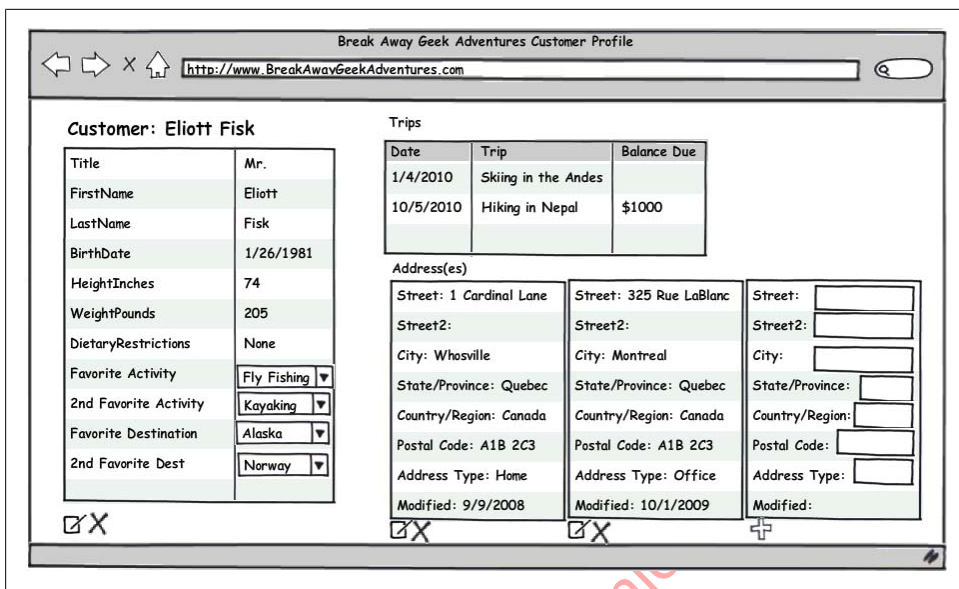 Break Away Geek Adventures Customer Profile
http://www.BreakAwayGeekAdventures.com
Customer: Eliott Fisk
Title Mr.
FirstName Eliott
LastName Fisk
BirthDate 1/26/1981
HeightInches 74
WeightPounds 205
DietaryRestrictions None
Favorite Activity Fly Fishing
2nd Favorite Activity Kayaking
Favorite Destination Alaska
2nd Favorite Dest Norway
Trips
Date Trip Balance Due
1/4/2010 Skiing in the Andes
10/5/2010 Hiking in Nepal $1000
Address(es)
Street: 1 Cardinal Lane
Street2:
City: Whosville
State/Province: Quebec
Country/Region: Canada
Postal Code: A1B 2C3
Address Type: Home
Modified: 9/9/2008
Street: 325 Rue LaBlanc
Street2:
City: Montreal
State/Province: Quebec
Country/Region: Canada
Postal Code: A1B 2C3
Address Type: Office
Modified: 10/1/2009
Street:
Street2:
City:
State/Province:
Country/Region:
Postal Code:
Address Type:
Modified: